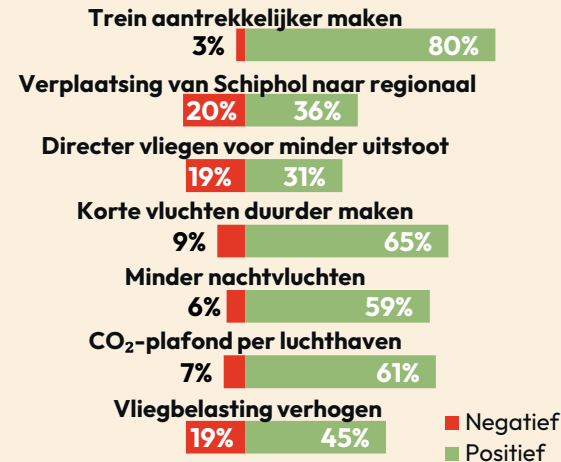 Trein aantrekkelijker maken
3% 80%
Verplaatsing van Schiphol naar regionaal
20% 36%
Directer vliegen voor minder uitstoot
19% 31%
Korte vluchten duurder maken
9% 65%
Minder nachtvluchten
6% 59%
CO₂-plafond per luchthaven
7% 61%
Vliegbelasting verhogen
19% 45%
Negatief
Positief